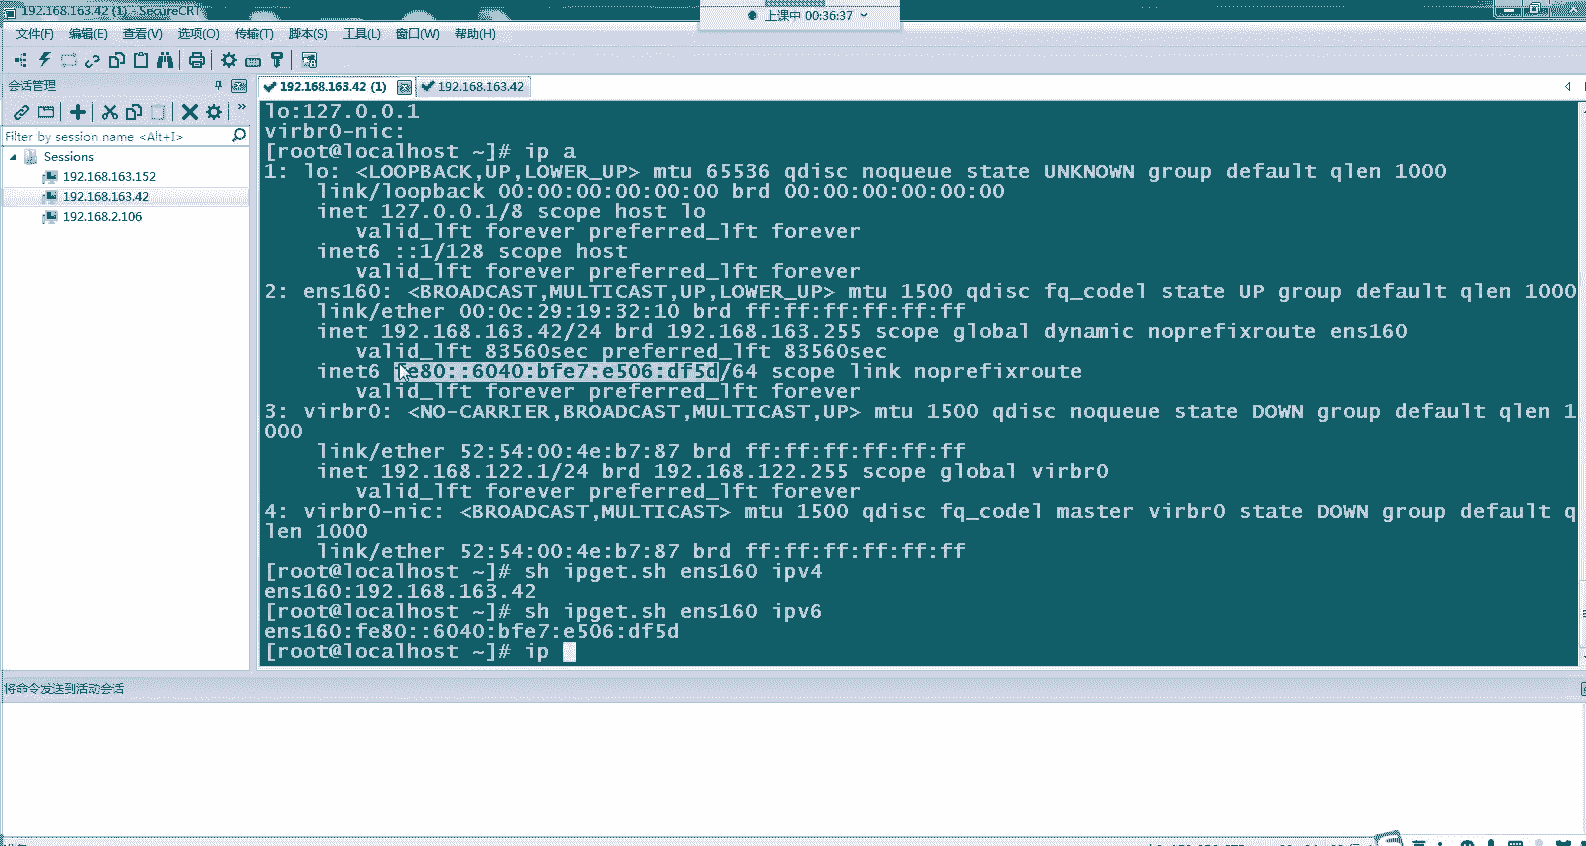 192.168.163.42 (1) - SecureCRT
上课中 00:36:37
文件(F) 编辑(E) 查看(V) 选项(O) 传输(T) 脚本(S) 工具(L) 窗口(W) 帮助(H)
会话管理
192.168.163.42 (1) 192.168.163.42
Filter by session name <Alt+I>
Sessions
192.168.163.152
192.168.163.42
192.168.2.106
lo:127.0.0.1
virbr0-nic:
[root@localhost ~]# ip a
1: lo: <LOOPBACK,UP,LOWER_UP> mtu 65536 qdisc noqueue state UNKNOWN group default qlen 1000
link/loopback 00:00:00:00:00:00 brd 00:00:00:00:00:00
inet 127.0.0.1/8 scope host lo
valid_lft forever preferred_lft forever
inet6 ::1/128 scope host
valid_lft forever preferred_lft forever
2: ens160: <BROADCAST,MULTICAST,UP,LOWER_UP> mtu 1500 qdisc fq_codel state UP group default qlen 1000
link/ether 00:0c:29:19:32:10 brd ff:ff:ff:ff:ff:ff
inet 192.168.163.42/24 brd 192.168.163.255 scope global dynamic noprefixroute ens160
valid_lft 83560sec preferred_lft 83560sec
inet6 fe80::6040:bfe7:e506:df5d/64 scope link noprefixroute
valid_lft forever preferred_lft forever
3: virbr0: <NO-CARRIER,BROADCAST,MULTICAST,UP> mtu 1500 qdisc noqueue state DOWN group default qlen 1
000
link/ether 52:54:00:4e:b7:87 brd ff:ff:ff:ff:ff:ff
inet 192.168.122.1/24 brd 192.168.122.255 scope global virbr0
valid_lft forever preferred_lft forever
4: virbr0-nic: <BROADCAST,MULTICAST> mtu 1500 qdisc fq_codel master virbr0 state DOWN group default q
len 1000
link/ether 52:54:00:4e:b7:87 brd ff:ff:ff:ff:ff:ff
[root@localhost ~]# sh ipget.sh ens160 ipv4
ens160:192.168.163.42
[root@localhost ~]# sh ipget.sh ens160 ipv6
ens160:fe80::6040:bfe7:e506:df5d
[root@localhost ~]# ip
将命令发送到活动会话